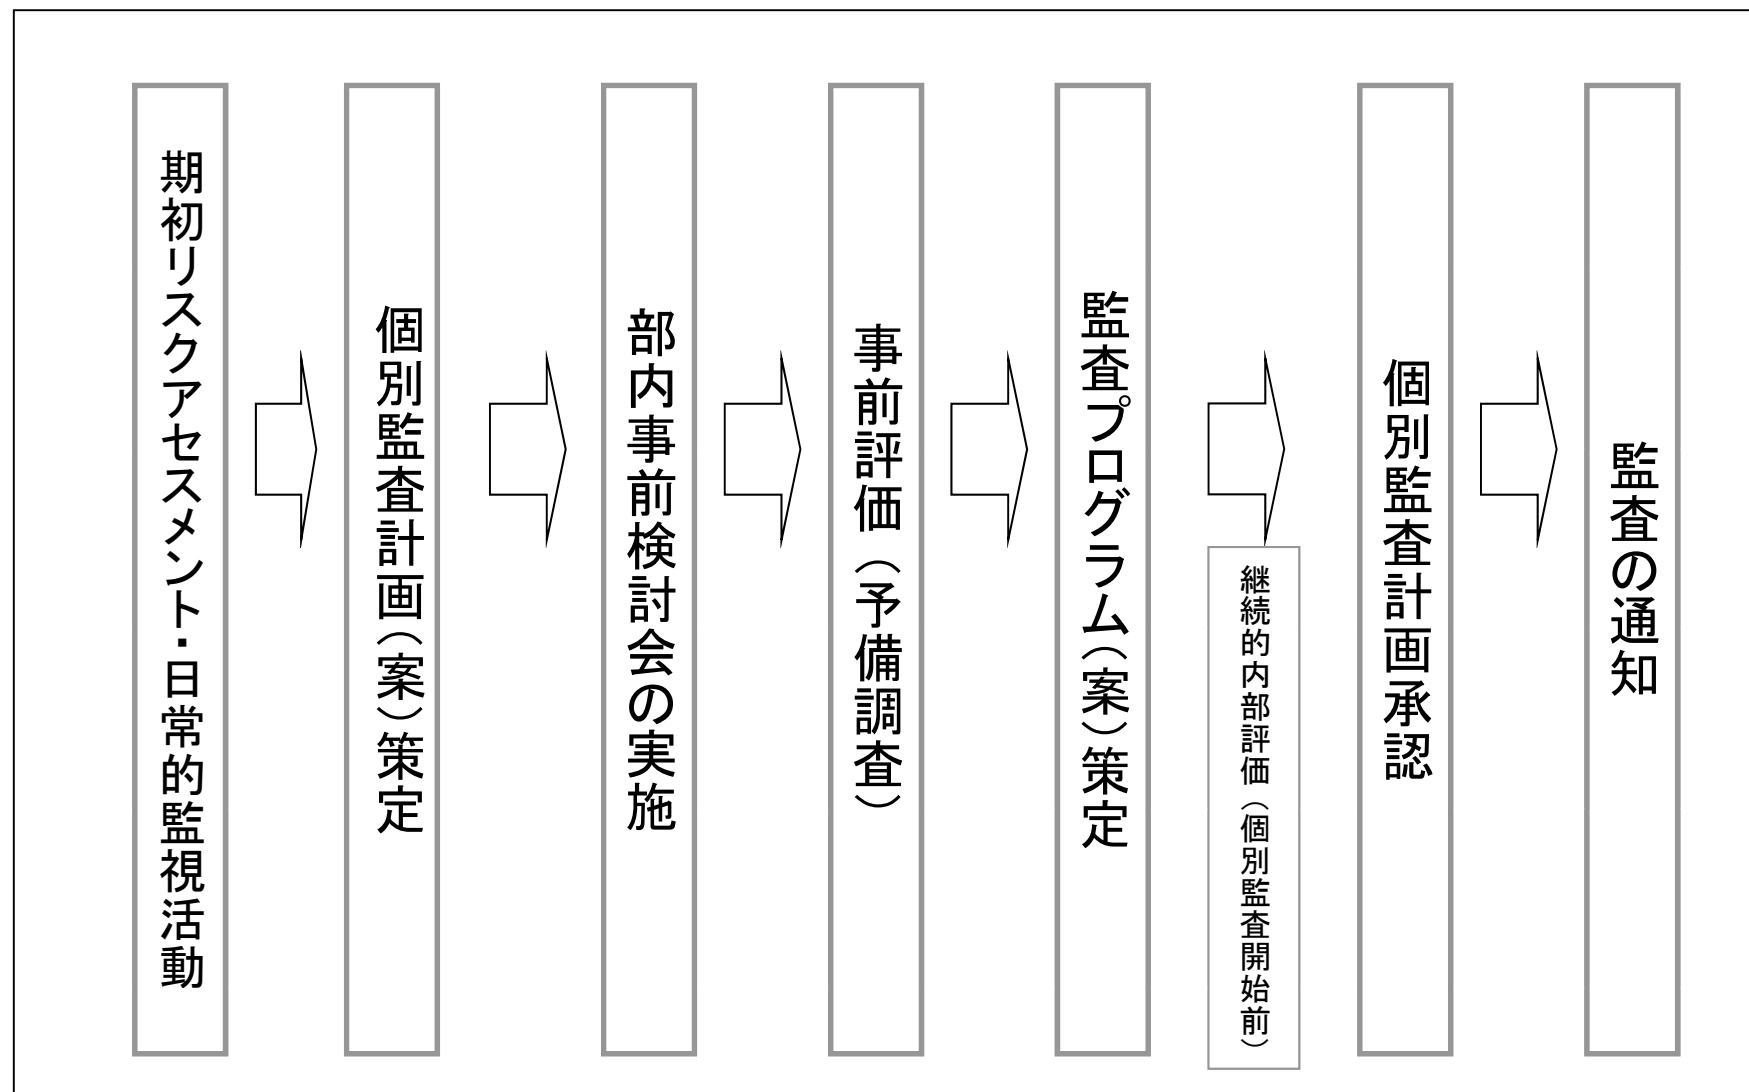 期初リスクアセスメント・日常的監視活動
個別監査計画（案）策定
部内事前検討会の実施
事前評価（予備調査）
監査プログラム（案）策定
継続的内部評価（個別監査開始前）
個別監査計画承認
監査の通知